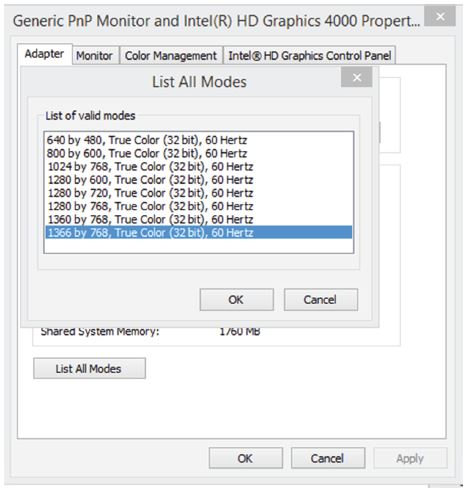 Generic PnP Monitor and Intel(R) HD Graphics 4000 Propert...
Adapter Monitor Color Management Intel® HD Graphics Control Panel
List All Modes
List of valid modes
640 by 480, True Color (32 bit), 60 Hertz
800 by 600, True Color (32 bit), 60 Hertz
1024 by 768, True Color (32 bit), 60 Hertz
1280 by 600, True Color (32 bit), 60 Hertz
1280 by 720, True Color (32 bit), 60 Hertz
1280 by 768, True Color (32 bit), 60 Hertz
1360 by 768, True Color (32 bit), 60 Hertz
1366 by 768, True Color (32 bit), 60 Hertz
OK Cancel
Shared System Memory: 1760 MB
List All Modes
OK Cancel Apply